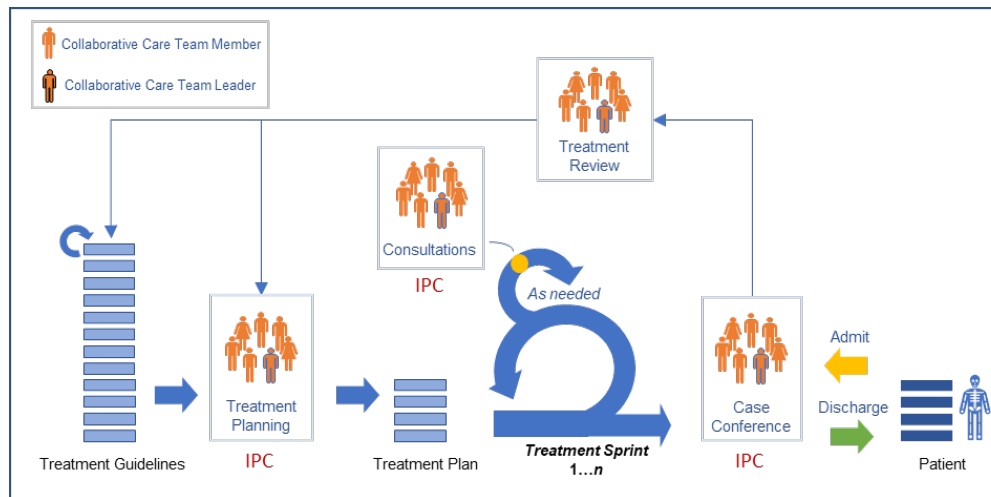 Collaborative Care Team Member
Collaborative Care Team Leader
Treatment
Review
Consultations
IPC
As needed
Admit
Treatment
Planning
Case
Conference
Discharge
Treatment Guidelines
IPC
Treatment Plan
Treatment Sprint
1...n
IPC
Patient